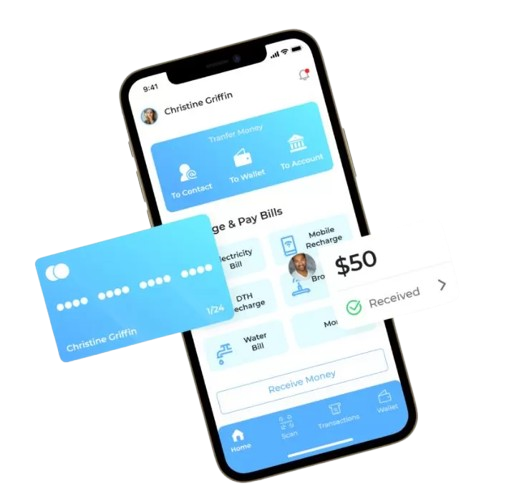 9:41
Christine Griffin
Tranfer Money
To Contact
To Wallet
To Account
ge & Pay Bills
lectricity
Bill
Mobile
Recharge
DTH
echarge
Bro
Water
Bill
Mo
$50
Received
1/24
Christine Griffin
Receive Money
Home
Scan
Transactions
Wallet